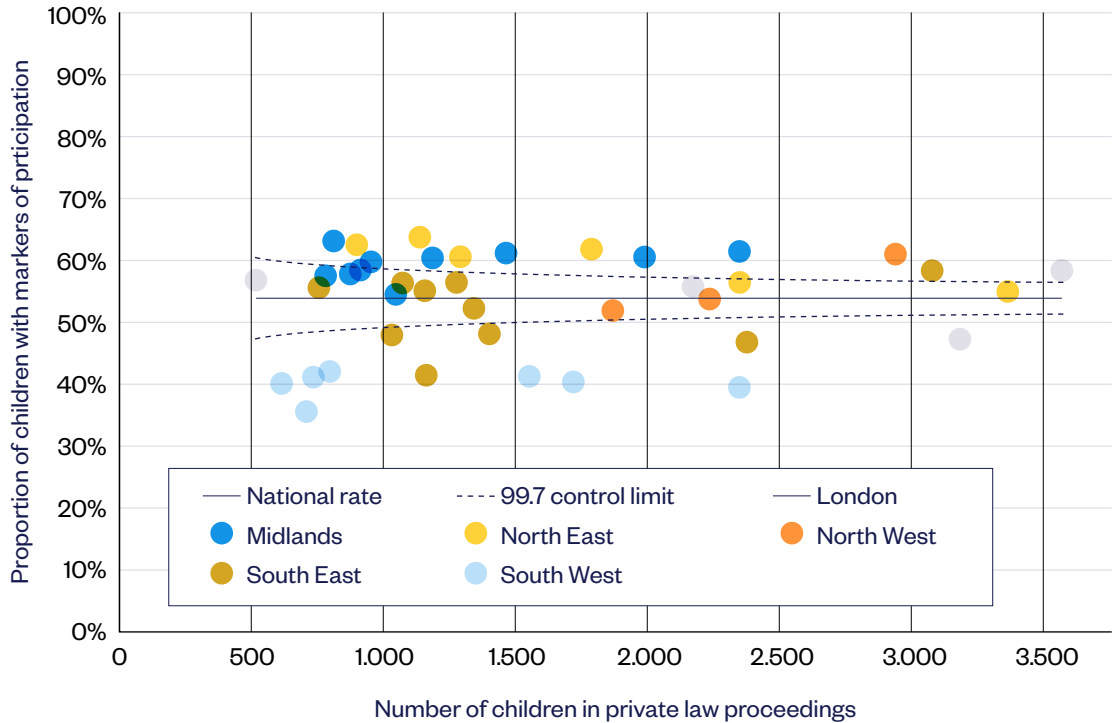 100%
90%
80%
70%
60%
50%
40%
30%
20%
10%
0%
Proportion of children with markers of prticipation
National rate
99.7 control limit
London
Midlands
North East
North West
South East
South West
0
500
1.000
1.500
2.000
2.500
3.000
3.500
Number of children in private law proceedings